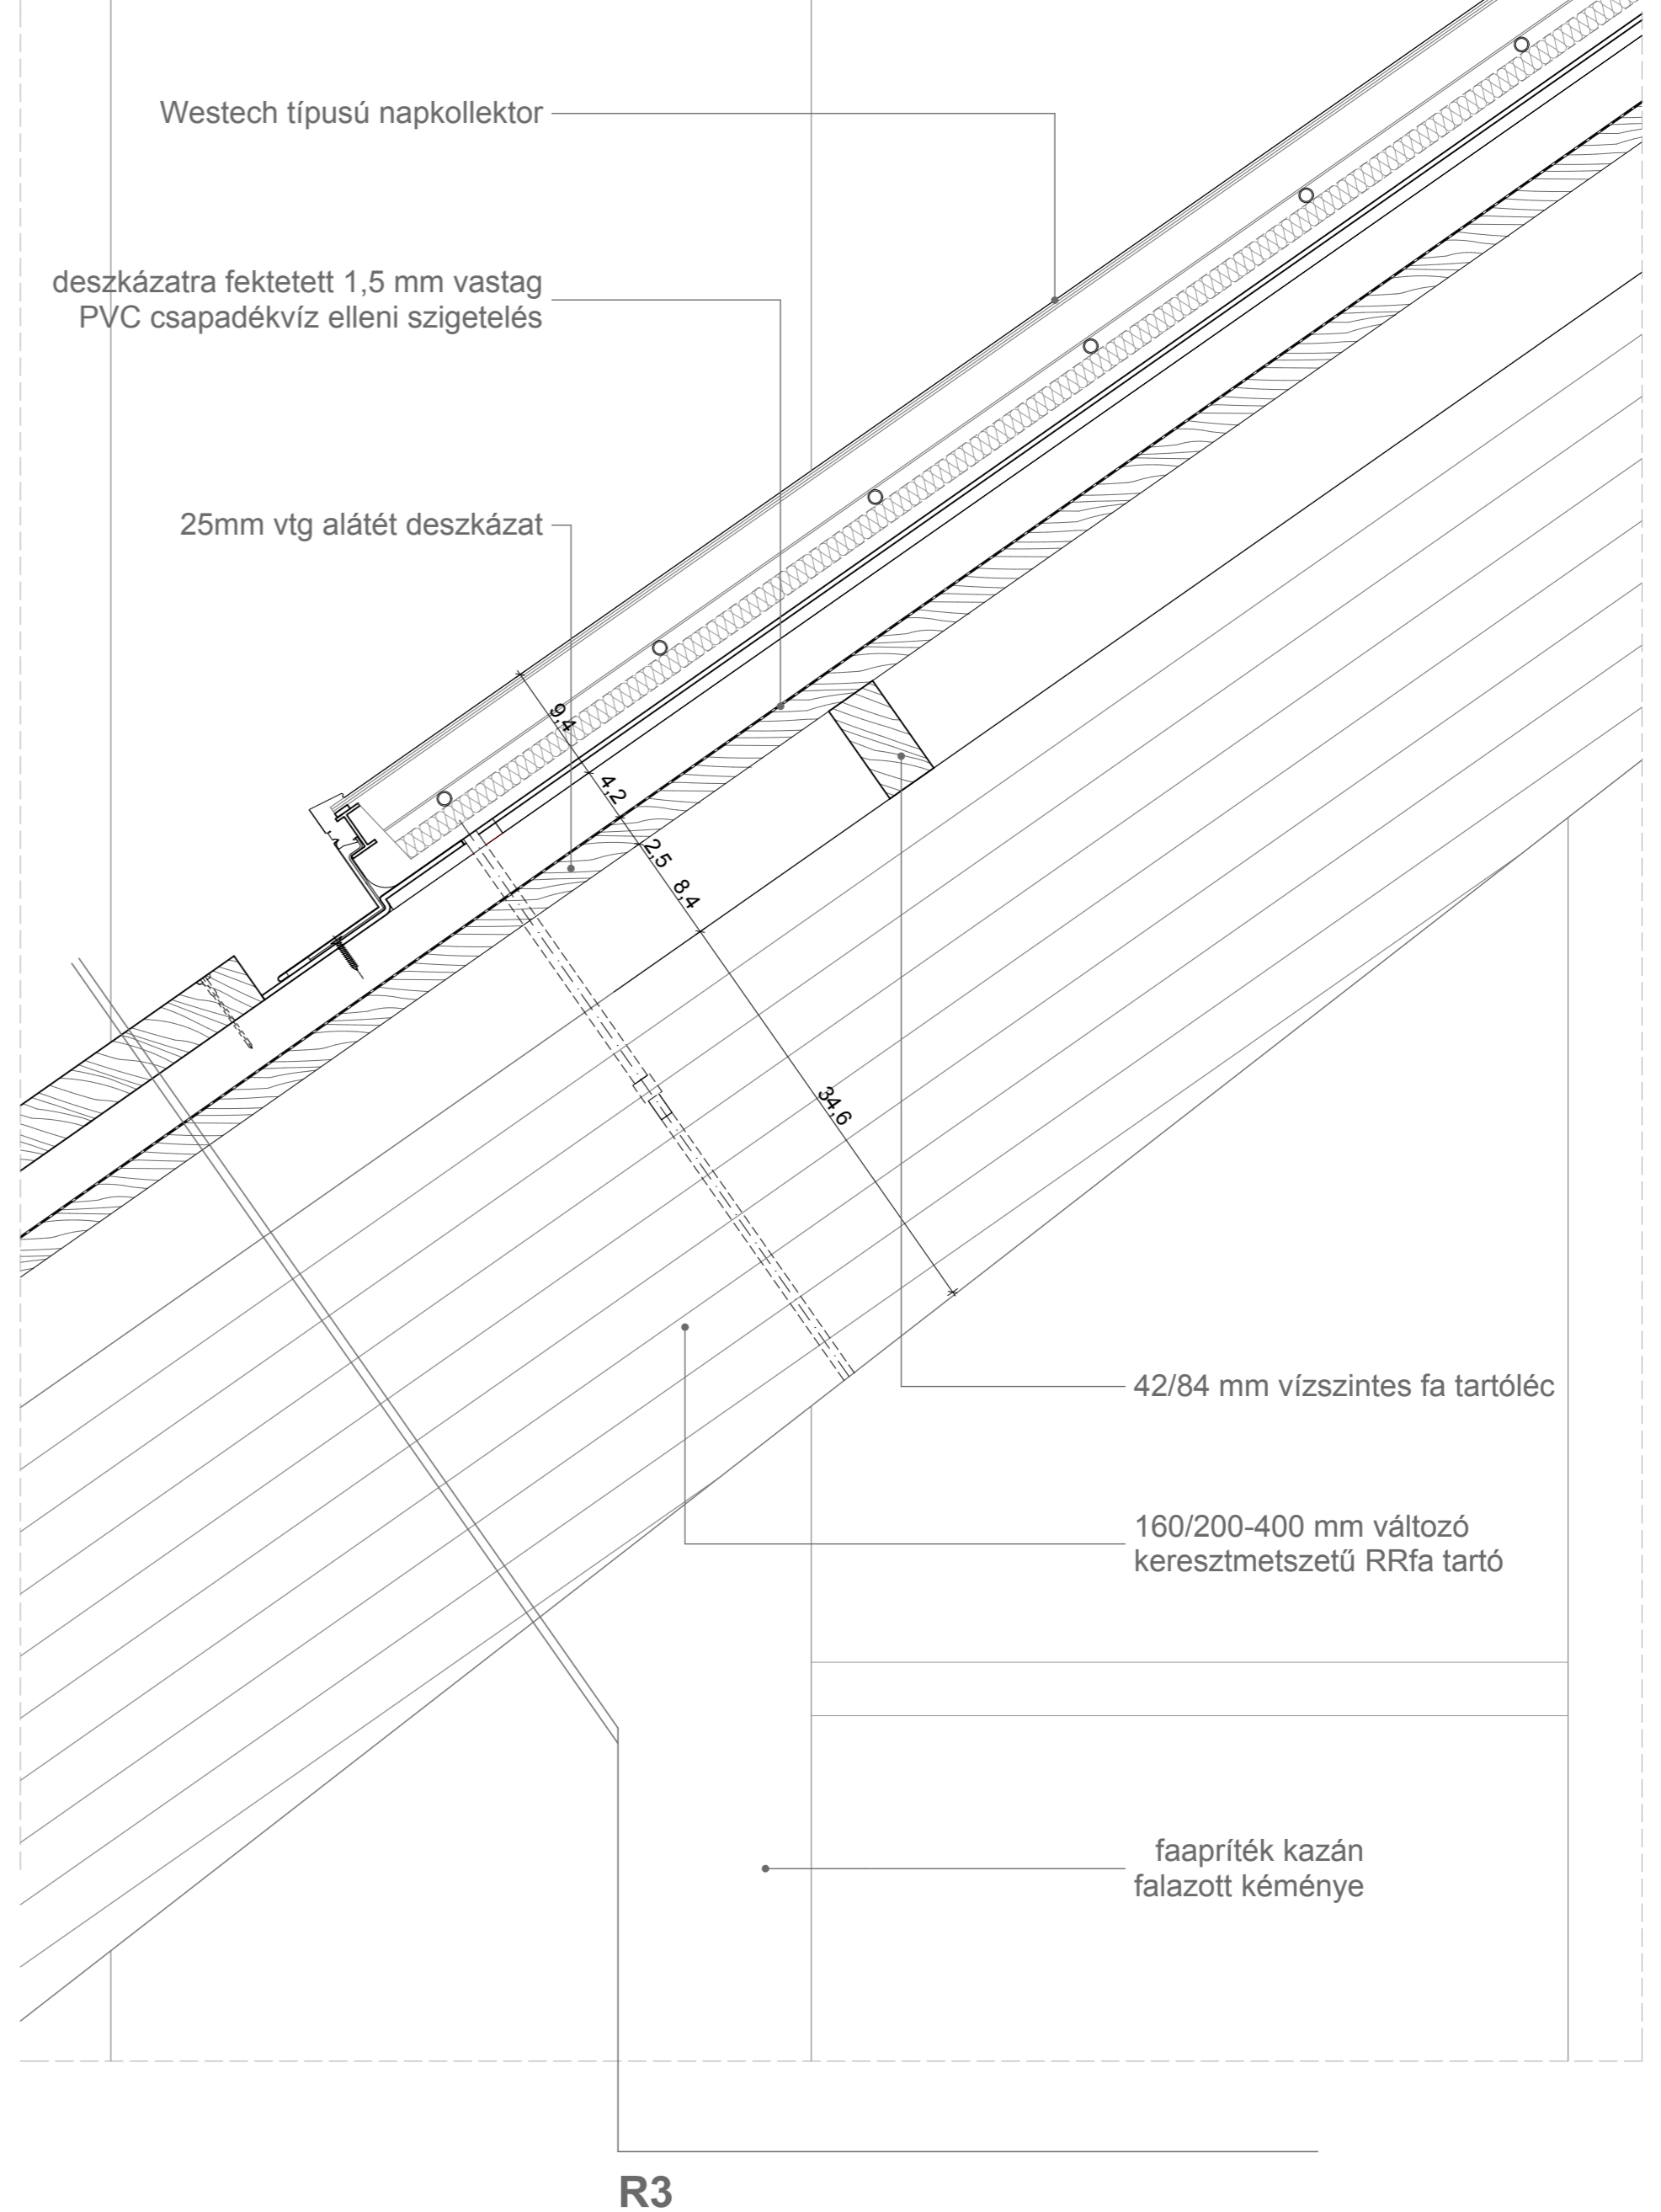 Westech típusú napkollektor
deszkázatra fektetett 1,5 mm vastag
PVC csapadékvíz elleni szigetelés
25mm vtg alátét deszkázat
9,4
4,2
2,5
8,4
34,6
42/84 mm vízszintes fa tartóléc
160/200-400 mm változó
keresztmetszetű RRfa tartó
faapríték kazán
falazott kéménye
R3